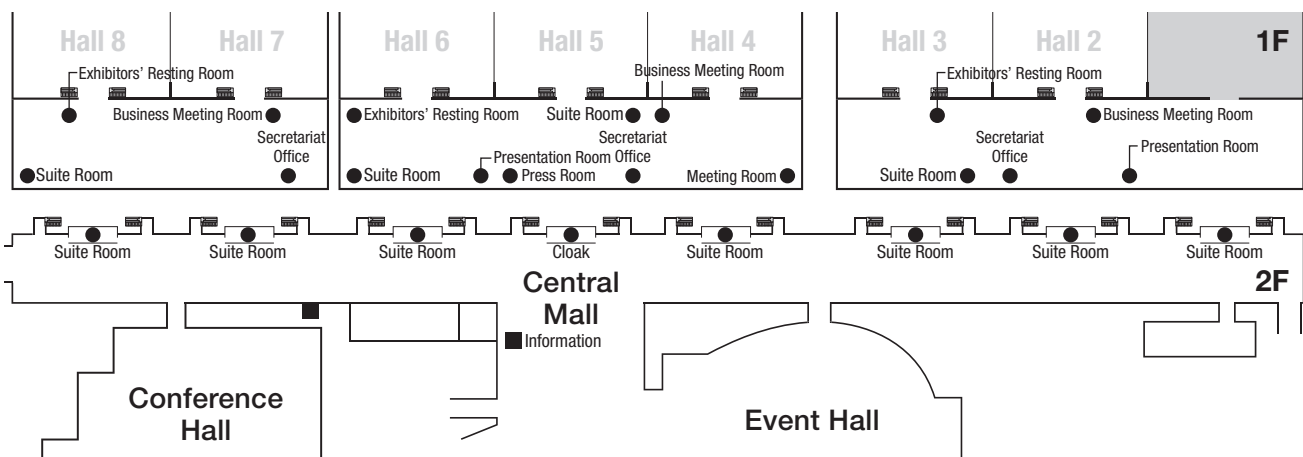 Hall 8
Hall 7
Hall 6
Hall 5
Hall 4
Hall 3
Hall 2
1F
Exhibitors' Resting Room
Business Meeting Room
Exhibitors' Resting Room
Business Meeting Room
Exhibitors' Resting Room
Suite Room
Business Meeting Room
Secretariat
Office
Secretariat
Office
Secretariat
Office
Presentation Room
Presentation Room
Suite Room
Suite Room
Press Room
Meeting Room
Suite Room
Suite Room
Suite Room
Suite Room
Cloak
Suite Room
Suite Room
Suite Room
Suite Room
Central
Mall
2F
Information
Conference
Hall
Event Hall